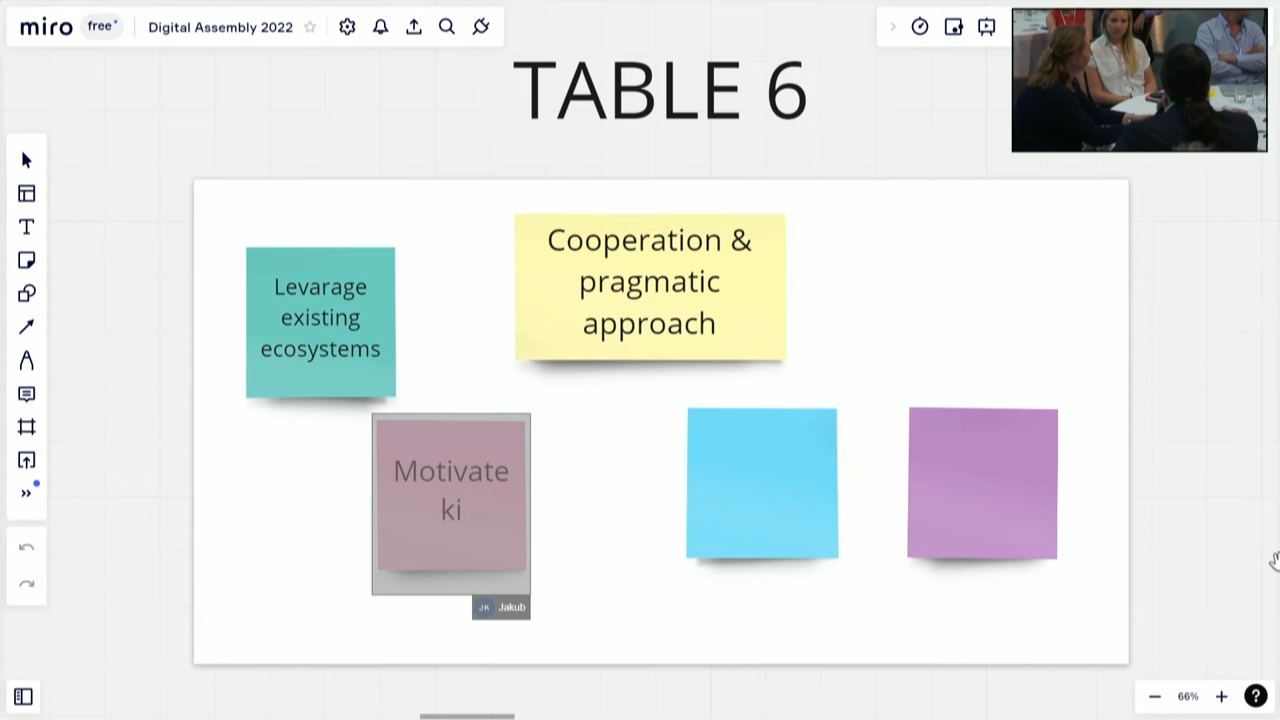 miro free
Digital Assembly 2022
TABLE 6
Cooperation &
pragmatic
approach
Levarage
existing
ecosystems
Motivate
ki
JK Jakub
66%
?